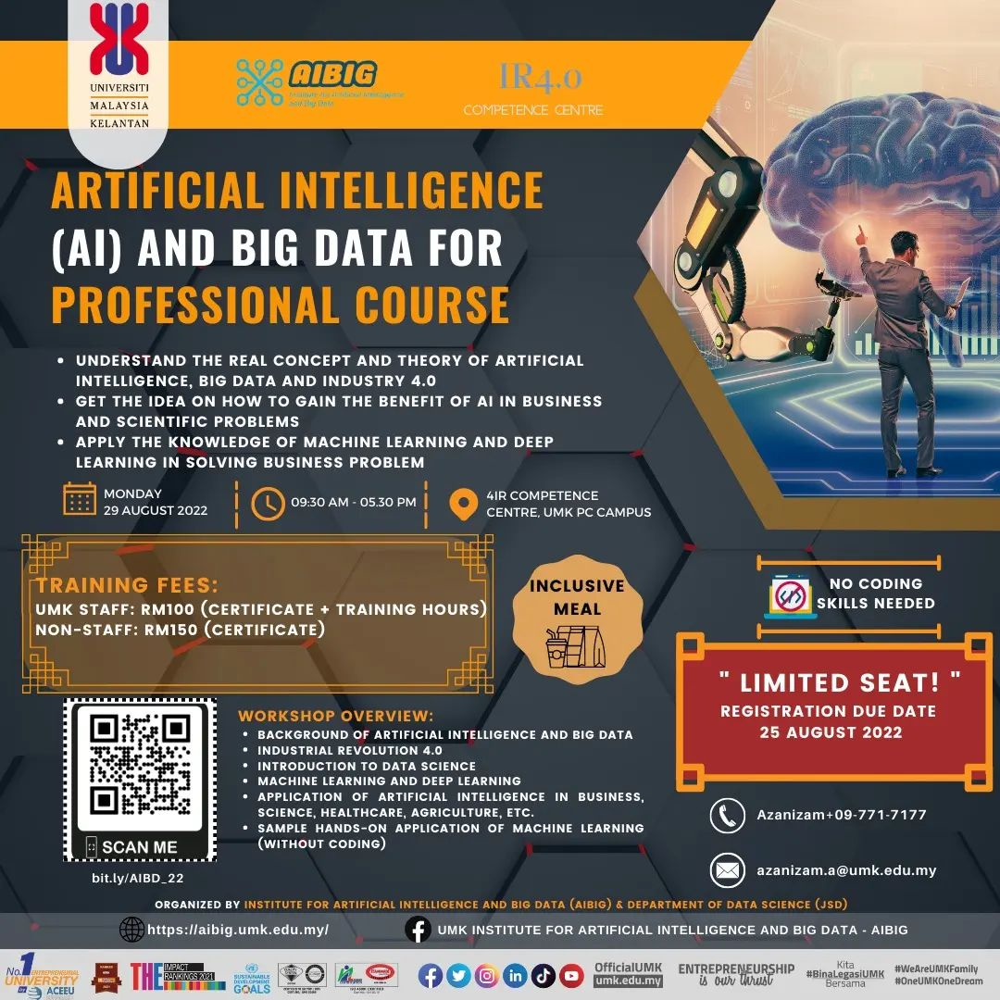 UNIVERSITI
MALAYSIA
KELANTAN
AIBIG
Institute for Artificial Intelligence
and Big Data
IR4.0
COMPETENCE CENTRE
ARTIFICIAL INTELLIGENCE
(AI) AND BIG DATA FOR
PROFESSIONAL COURSE
• UNDERSTAND THE REAL CONCEPT AND THEORY OF ARTIFICIAL
INTELLIGENCE, BIG DATA AND INDUSTRY 4.0
• GET THE IDEA ON HOW TO GAIN THE BENEFIT OF AI IN BUSINESS
AND SCIENTIFIC PROBLEMS
• APPLY THE KNOWLEDGE OF MACHINE LEARNING AND DEEP
LEARNING IN SOLVING BUSINESS PROBLEM
MONDAY
29 AUGUST 2022
09:30 AM - 05.30 PM
4IR COMPETENCE
CENTRE, UMK PC CAMPUS
TRAINING FEES:
UMK STAFF: RM100 (CERTIFICATE + TRAINING HOURS)
NON-STAFF: RM150 (CERTIFICATE)
INCLUSIVE
MEAL
NO CODING
SKILLS NEEDED
" LIMITED SEAT! "
REGISTRATION DUE DATE
25 AUGUST 2022
SCAN ME
bit.ly/AIBD_22
WORKSHOP OVERVIEW:
• BACKGROUND OF ARTIFICIAL INTELLIGENCE AND BIG DATA
• INDUSTRIAL REVOLUTION 4.0
• INTRODUCTION TO DATA SCIENCE
• MACHINE LEARNING AND DEEP LEARNING
• APPLICATION OF ARTIFICIAL INTELLIGENCE IN BUSINESS,
SCIENCE, HEALTHCARE, AGRICULTURE, ETC.
• SAMPLE HANDS-ON APPLICATION OF MACHINE LEARNING
(WITHOUT CODING)
Azanizam+09-771-7177
azanizam.a@umk.edu.my
ORGANIZED BY INSTITUTE FOR ARTIFICIAL INTELLIGENCE AND BIG DATA (AIBIG) & DEPARTMENT OF DATA SCIENCE (JSD)
https://aibig.umk.edu.my/
UMK INSTITUTE FOR ARTIFICIAL INTELLIGENCE AND BIG DATA - AIBIG
No.1 ENTREPRENEURIAL
UNIVERSITY
by ACEEU
THE IMPACT
RANKINGS 2021
SUSTAINABLE
DEVELOPMENT
GOALS
OfficialUMK
umk.edu.my
ENTREPRENEURSHIP
is our thrust
Kita
#BinaLegasiUMK
Bersama
#WeAreUMKFamily
#OneUMKOneDream